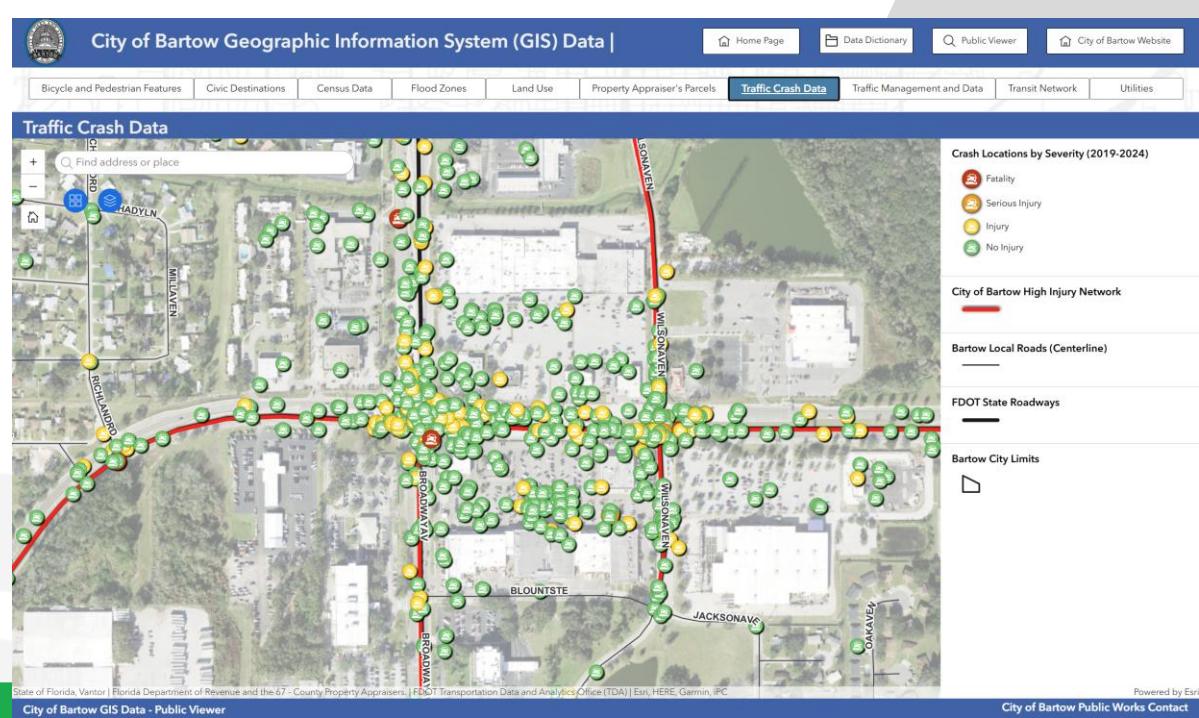 City of Bartow Geographic Information System (GIS) Data |
Home Page
Data Dictionary
Public Viewer
City of Bartow Website
Bicycle and Pedestrian Features
Civic Destinations
Census Data
Flood Zones
Land Use
Property Appraiser's Parcels
Traffic Crash Data
Traffic Management and Data
Transit Network
Utilities
Traffic Crash Data
+
Find address or place
−
HADYLN
MILLAVEN
RICHLANDRD
WILSONAVEN
WILSONAVEN
BROADWAYAV
BLOUNTSTE
JACKSONAVE
OAKAVEN
Crash Locations by Severity (2019-2024)
Fatality
Serious Injury
Injury
No Injury
City of Bartow High Injury Network
Bartow Local Roads (Centerline)
FDOT State Roadways
Bartow City Limits
State of Florida, Vantor | Florida Department of Revenue and the 67 - County Property Appraisers. | FDOT Transportation Data and Analytics Office (TDA) | Esri, HERE, Garmin, iPC
Powered by Esri
City of Bartow GIS Data - Public Viewer
City of Bartow Public Works Contact